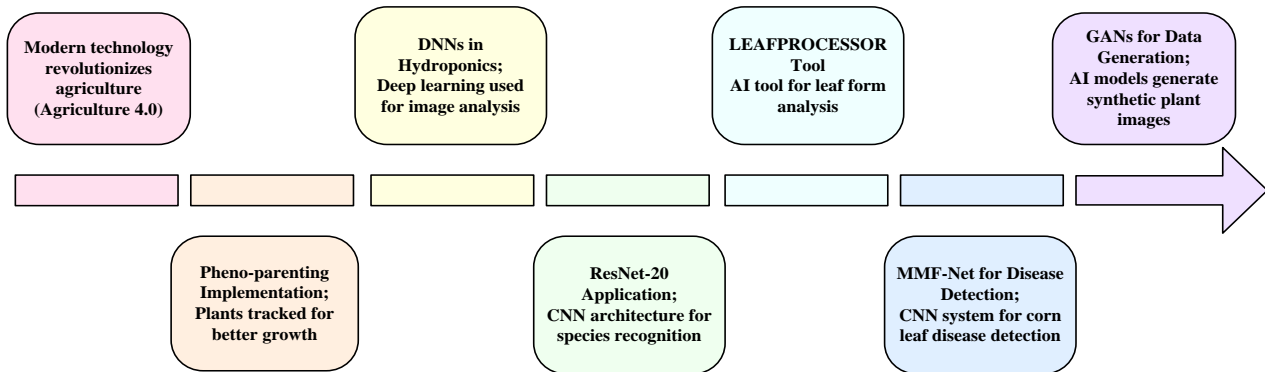 Modern technology
revolutionizes
agriculture
(Agriculture 4.0)
DNNs in
Hydroponics;
Deep learning used
for image analysis
LEAFPROCESSOR
Tool
AI tool for leaf form
analysis
GANs for Data
Generation;
AI models generate
synthetic plant
images
Pheno-parenting
Implementation;
Plants tracked for
better growth
ResNet-20
Application;
CNN architecture for
species recognition
MMF-Net for Disease
Detection;
CNN system for corn
leaf disease detection